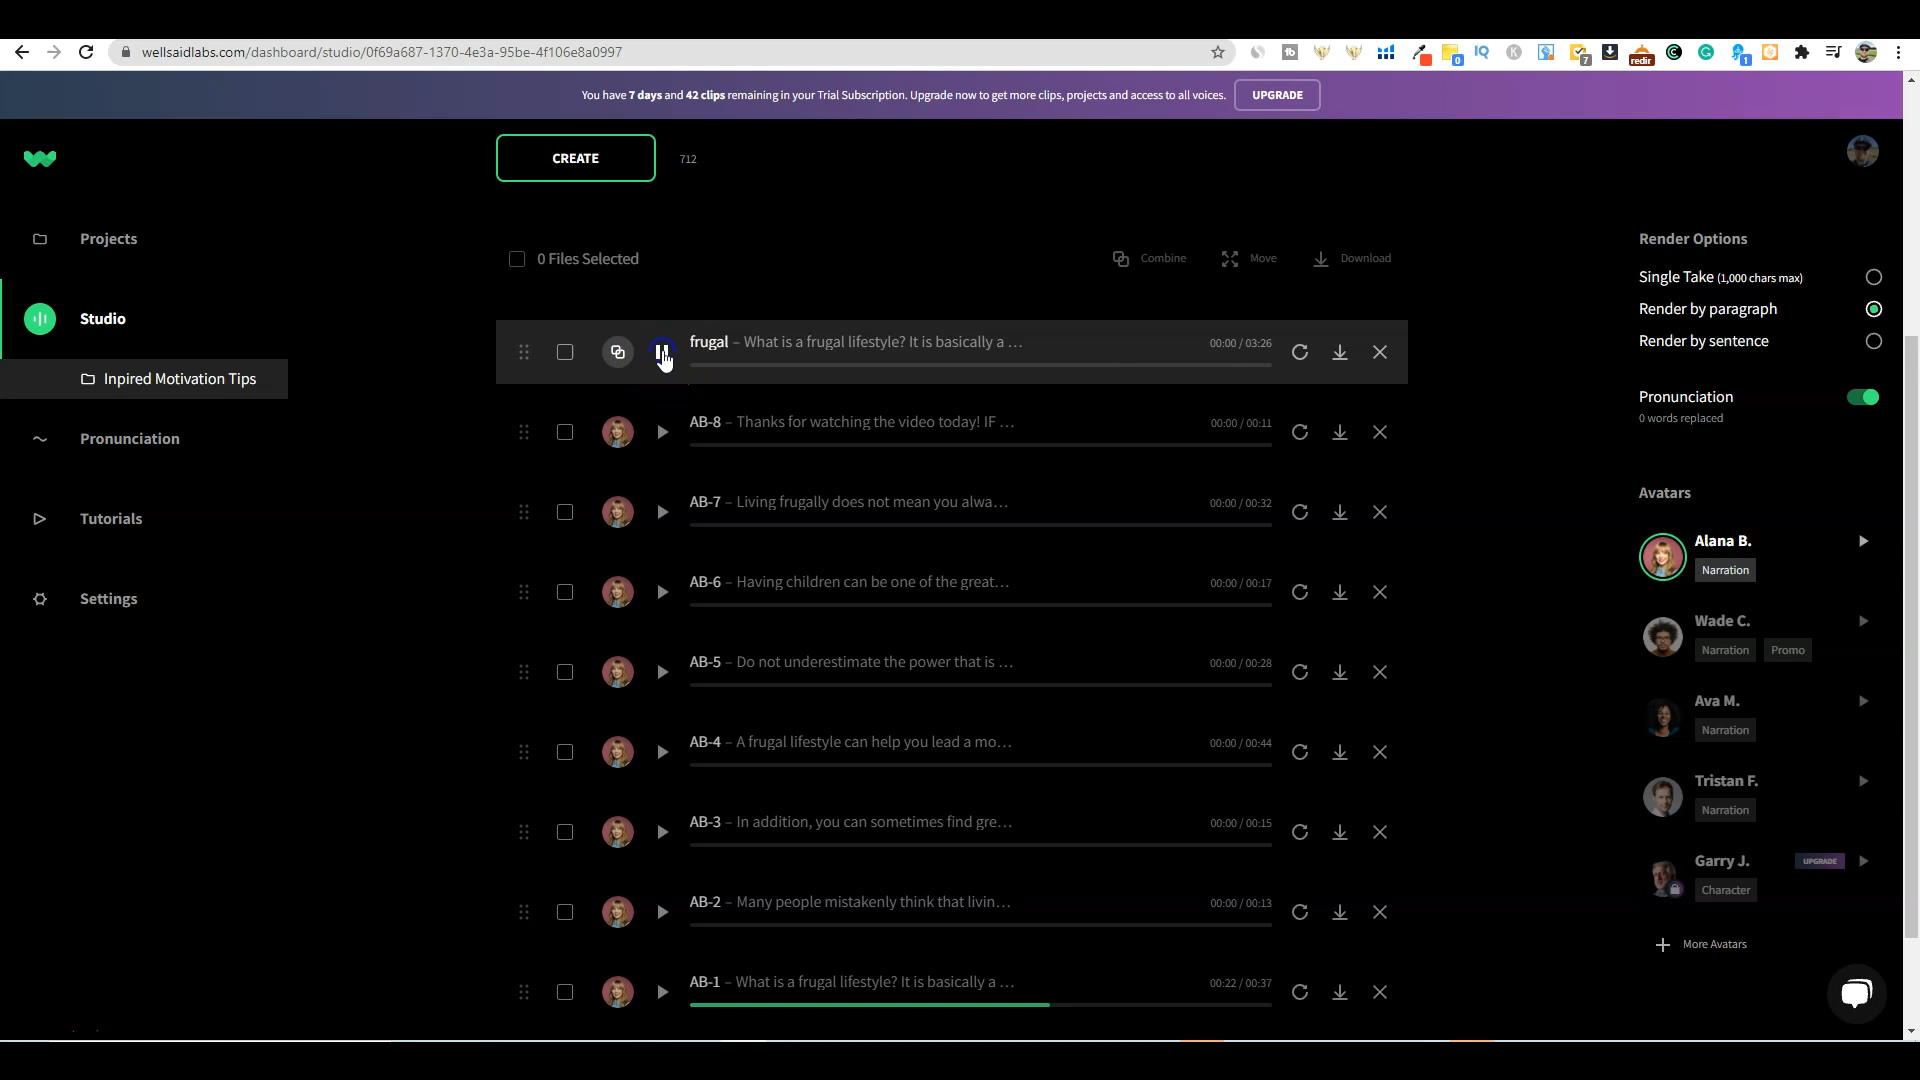 wellsaidlabs.com/dashboard/studio/0f69a687-1370-4e3a-95be-4f106e8a0997
You have 7 days and 42 clips remaining in your Trial Subscription. Upgrade now to get more clips, projects and access to all voices.
UPGRADE
CREATE
712
Projects
Studio
Inpired Motivation Tips
Pronunciation
Tutorials
Settings
0 Files Selected
Combine
Move
Download
frugal – What is a frugal lifestyle? It is basically a ...
00:00 / 03:26
AB-8 – Thanks for watching the video today! IF ...
00:00 / 00:11
AB-7 – Living frugally does not mean you alwa...
00:00 / 00:32
AB-6 – Having children can be one of the great...
00:00 / 00:17
AB-5 – Do not underestimate the power that is ...
00:00 / 00:28
AB-4 – A frugal lifestyle can help you lead a mo...
00:00 / 00:44
AB-3 – In addition, you can sometimes find gre...
00:00 / 00:15
AB-2 – Many people mistakenly think that livin...
00:00 / 00:13
AB-1 – What is a frugal lifestyle? It is basically a ...
00:22 / 00:37
Render Options
Single Take (1,000 chars max)
Render by paragraph
Render by sentence
Pronunciation
0 words replaced
Avatars
Alana B.
Narration
Wade C.
Narration
Promo
Ava M.
Narration
Tristan F.
Narration
Garry J.
UPGRADE
Character
More Avatars